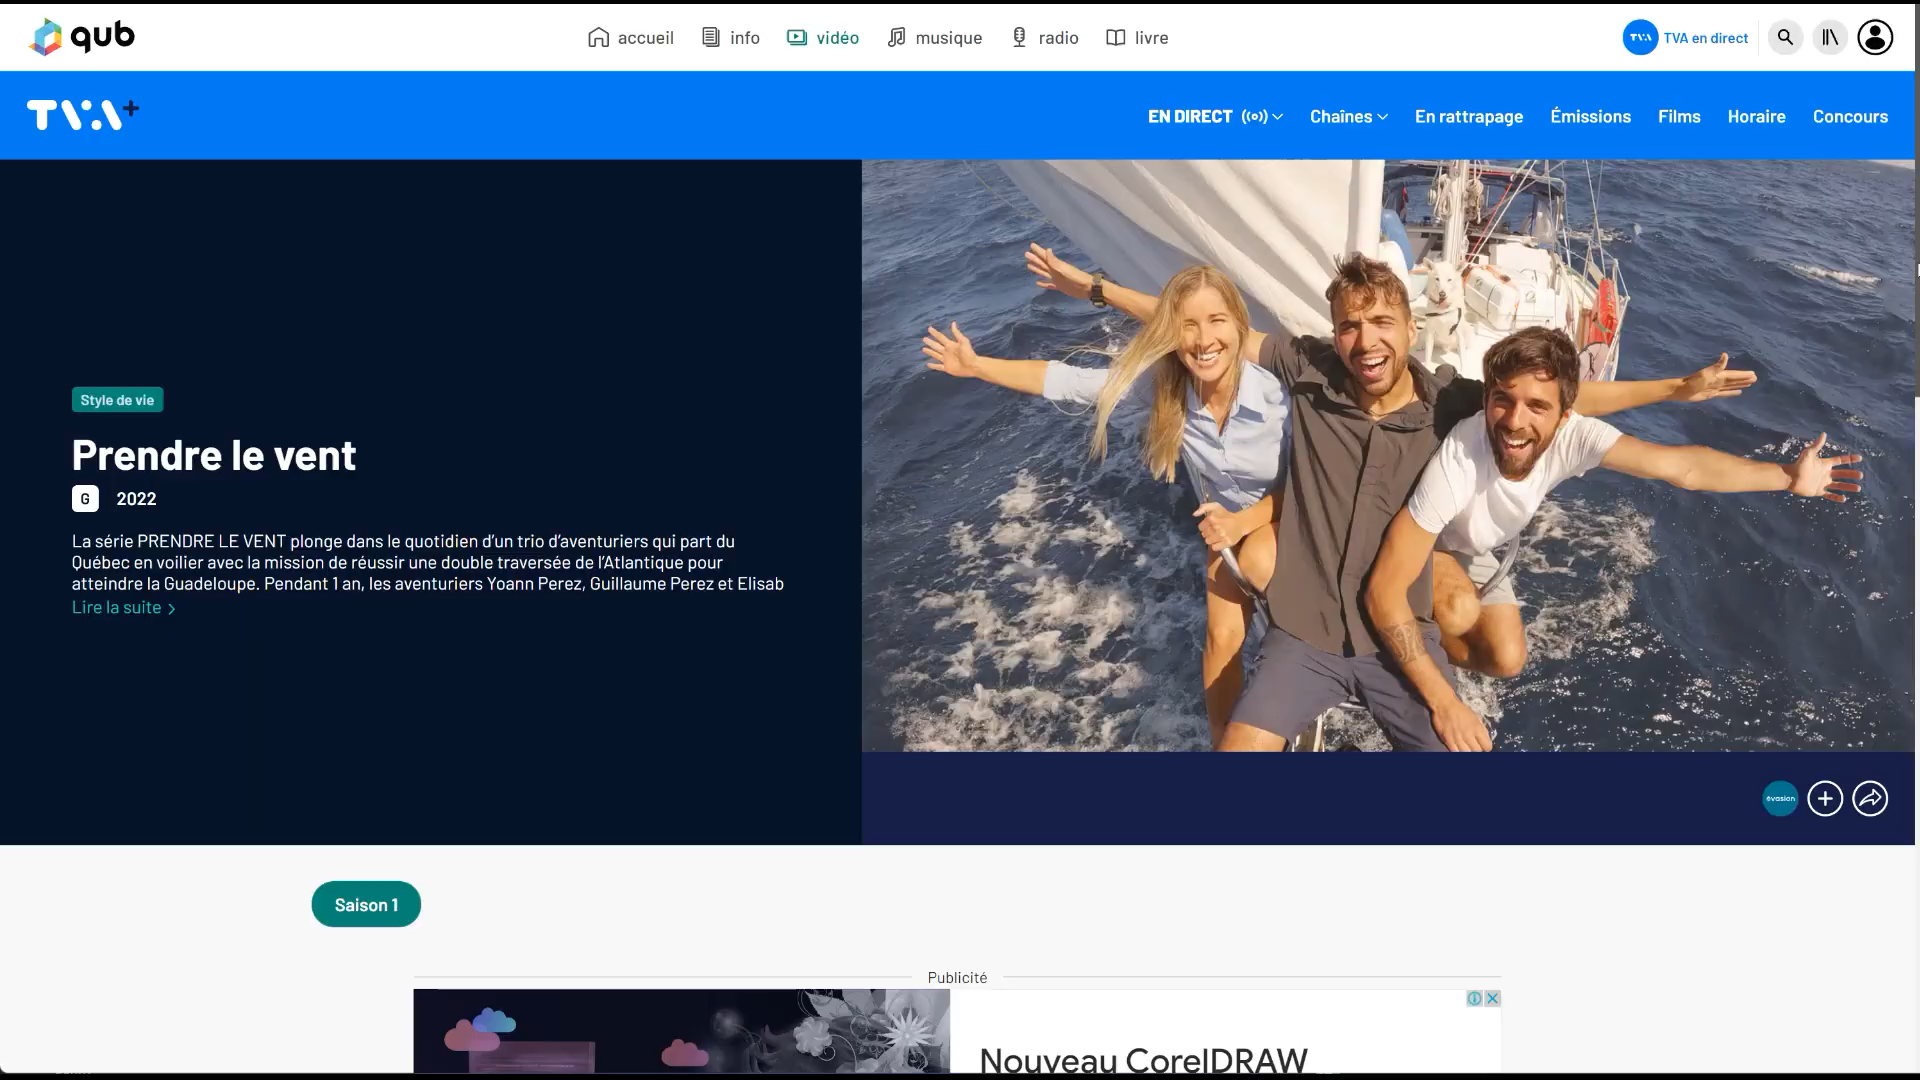 qub
accueil
info
vidéo
musique
radio
livre
TVA
TVA en direct
TVA+
EN DIRECT
Chaînes
En rattrapage
Émissions
Films
Horaire
Concours
Style de vie
Prendre le vent
G 2022
La série PRENDRE LE VENT plonge dans le quotidien d’un trio d’aventuriers qui part du
Québec en voilier avec la mission de réussir une double traversée de l’Atlantique pour
atteindre la Guadeloupe. Pendant 1 an, les aventuriers Yoann Perez, Guillaume Perez et Elisab
Lire la suite
évasion
Saison 1
Publicité
Nouveau CorelDRAW